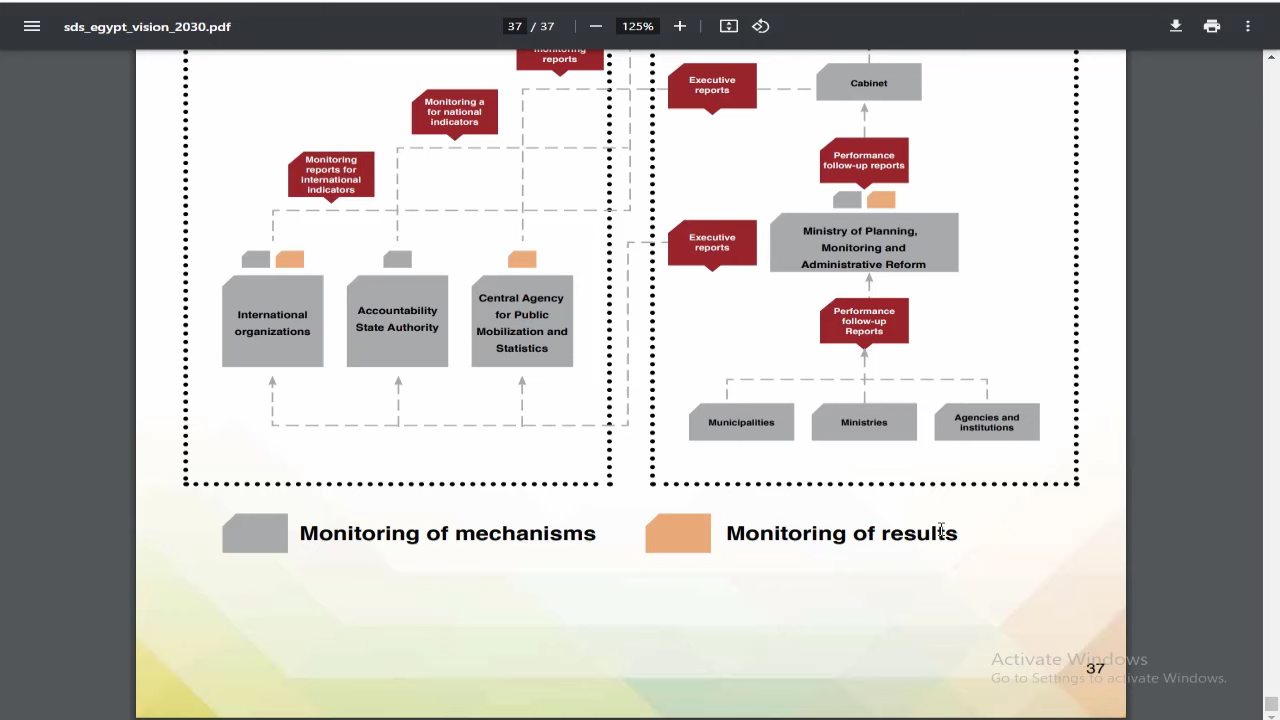 sds_egypt_vision_2030.pdf
37 / 37
125%
monitoring
reports
Monitoring a
for national
indicators
Monitoring
reports for
international
indicators
International
organizations
Accountability
State Authority
Central Agency
for Public
Mobilization and
Statistics
Executive
reports
Cabinet
Performance
follow-up reports
Executive
reports
Ministry of Planning,
Monitoring and
Administrative Reform
Performance
follow-up
Reports
Municipalities
Ministries
Agencies and
institutions
Monitoring of mechanisms
Monitoring of results
Activate Windows
Go to Settings to activate Windows.
37